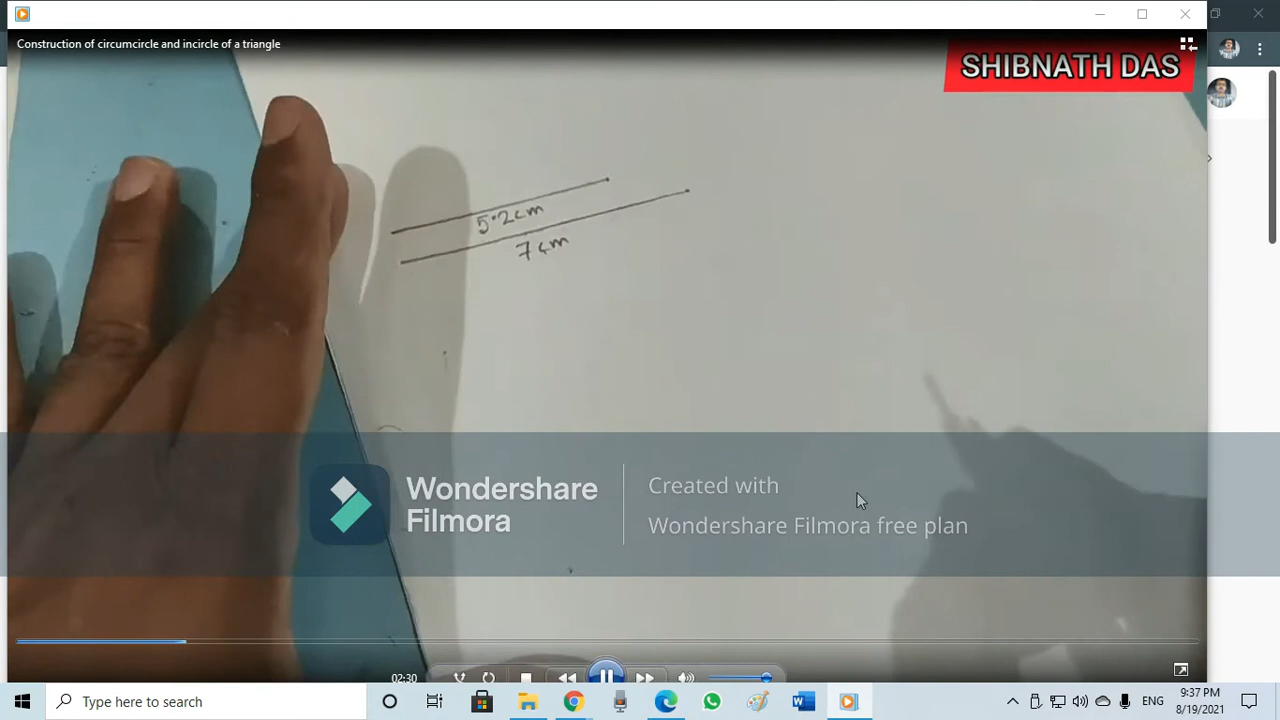 Construction of circumcircle and incircle of a triangle
SHIBNATH DAS
5.2cm
7cm
Wondershare
Filmora
Created with
Wondershare Filmora free plan
02:30
Type here to search
ENG
9:37 PM
8/19/2021